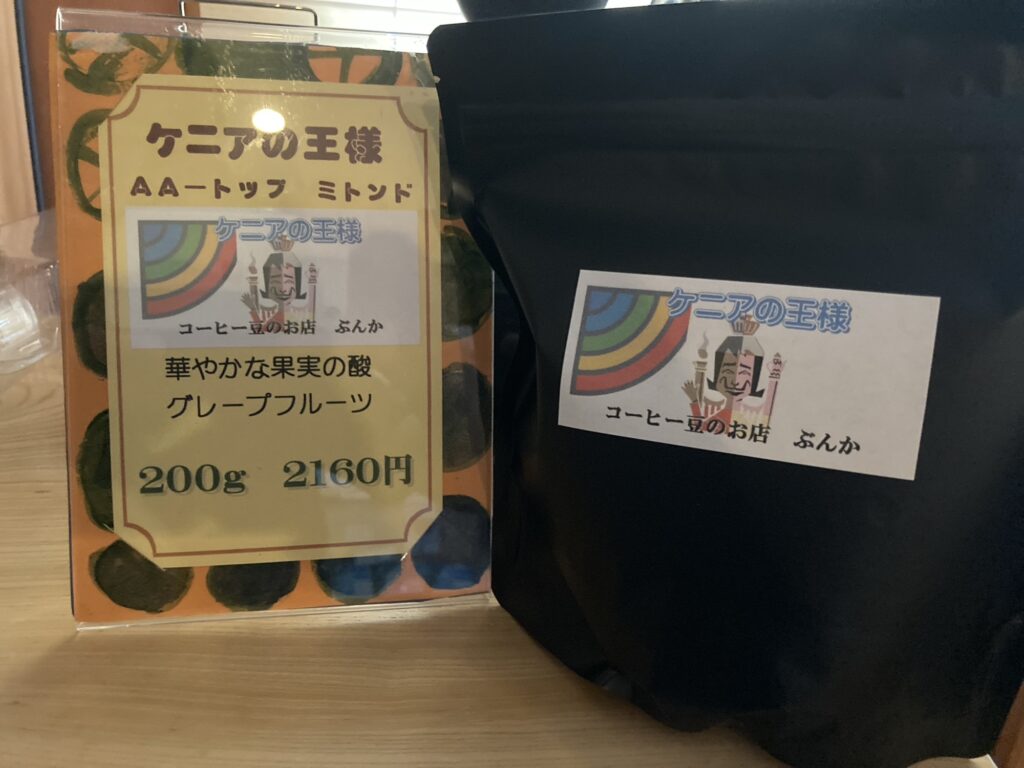 ケニアの王様
AAートップ ミトンド
ケニアの王様
コーヒー豆のお店 ぶんか
華やかな果実の酸
グレープフルーツ
200g 2160円
ケニアの王様
コーヒー豆のお店 ぶんか